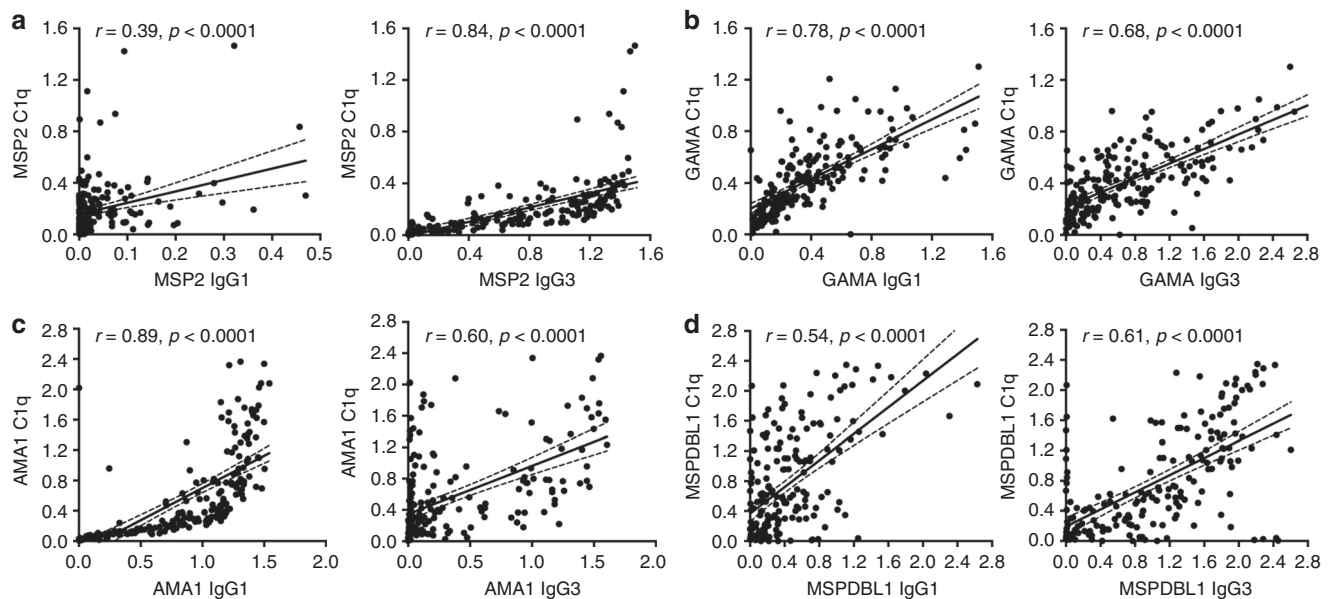 a
r = 0.39, p < 0.0001
MSP2 C1q
1.6
1.2
0.8
0.4
0.0
0.0 0.1 0.2 0.3 0.4 0.5
MSP2 IgG1
r = 0.84, p < 0.0001
MSP2 C1q
1.6
1.2
0.8
0.4
0.0
0.0 0.4 0.8 1.2 1.6
MSP2 IgG3
b
r = 0.78, p < 0.0001
GAMA C1q
1.6
1.2
0.8
0.4
0.0
0.0 0.4 0.8 1.2 1.6
GAMA IgG1
r = 0.68, p < 0.0001
GAMA C1q
1.6
1.2
0.8
0.4
0.0
0.0 0.4 0.8 1.2 1.6 2.0 2.4 2.8
GAMA IgG3
c
r = 0.89, p < 0.0001
AMA1 C1q
2.8
2.4
2.0
1.6
1.2
0.8
0.4
0.0
0.0 0.5 1.0 1.5 2.0
AMA1 IgG1
r = 0.60, p < 0.0001
AMA1 C1q
2.8
2.4
2.0
1.6
1.2
0.8
0.4
0.0
0.0 0.5 1.0 1.5 2.0
AMA1 IgG3
d
r = 0.54, p < 0.0001
MSPDBL1 C1q
2.8
2.4
2.0
1.6
1.2
0.8
0.4
0.0
0.0 0.4 0.8 1.2 1.6 2.0 2.4 2.8
MSPDBL1 IgG1
r = 0.61, p < 0.0001
MSPDBL1 C1q
2.8
2.4
2.0
1.6
1.2
0.8
0.4
0.0
0.0 0.4 0.8 1.2 1.6 2.0 2.4 2.8
MSPDBL1 IgG3